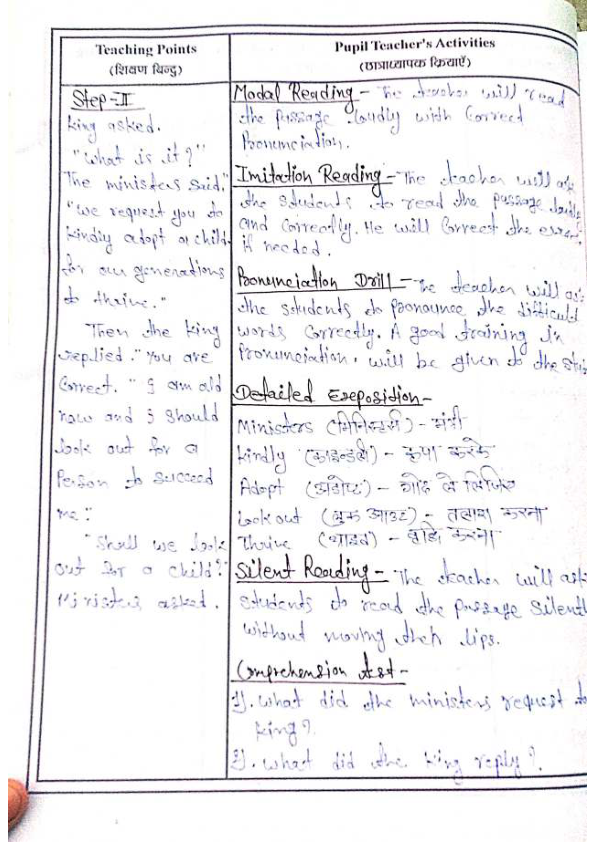 Teaching Points
(शिक्षण बिन्दु)
Step-II
King asked.
"What is it?"
The ministers said."
"We request you to
kindly adopt a child
for our generations
to thrive."
Then the king
replied. "You are
Correct. " I am old
now and I should
look out for a
Person to succeed
me."
"Shall we look
out for a child?"
Ministers asked.
Pupil Teacher's Activities
(छात्राध्यापक क्रियाएँ)
Modal Reading - The teacher will read
the passage loudly with Correct
Pronunciation.
Imitation Reading - The teacher will ask
the students to read the passage
and Correctly. He will Correct the
if needed.
Pronunciation Drill - The teacher will ask
the students to pronounce the difficult
words Correctly. A good training in
Pronunciation. will be given to the
Detailed Exeposition-
Ministers (मिनिस्टर्स) - मंत्री
Kindly (काइन्डली) - कृपा करके
Adopt (अडोप्ट) - गोद ले लिजिए
Look out (लुक आउट) - तलाश करना
Thrive (थ्राइव) - करना
Silent Reading - The teacher will ask
students to read the passage Silent
without moving their lips.
Comprehension
1). What did the ministers request to
King?
2). What did the King reply?